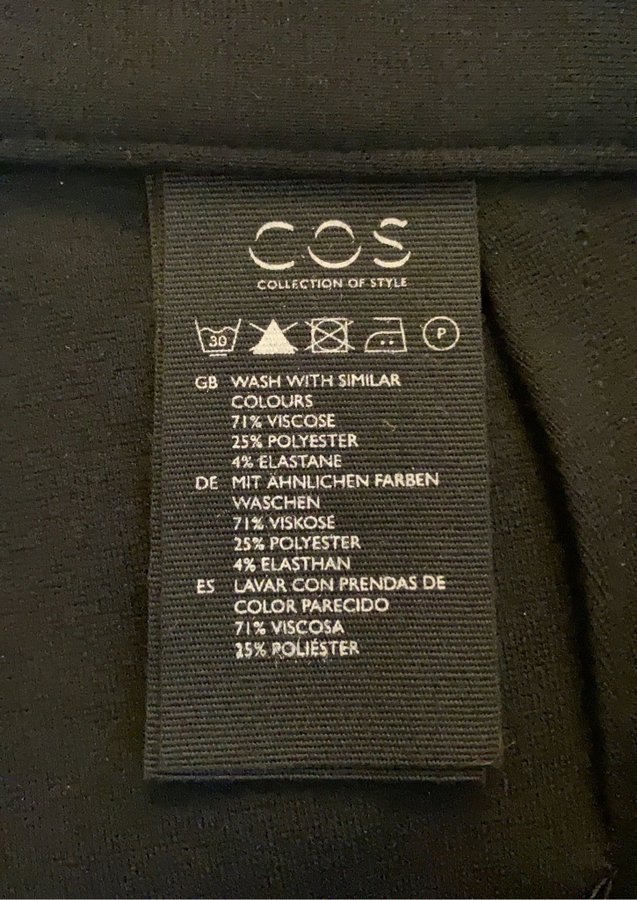 COS
COLLECTION OF STYLE
30 P
GB WASH WITH SIMILAR
COLOURS
71% VISCOSE
25% POLYESTER
4% ELASTANE
DE MIT ÄHNLICHEN FARBEN
WASCHEN
71% VISKOSE
25% POLYESTER
4% ELASTHAN
ES LAVAR CON PRENDAS DE
COLOR PARECIDO
71% VISCOSA
25% POLIÉSTER